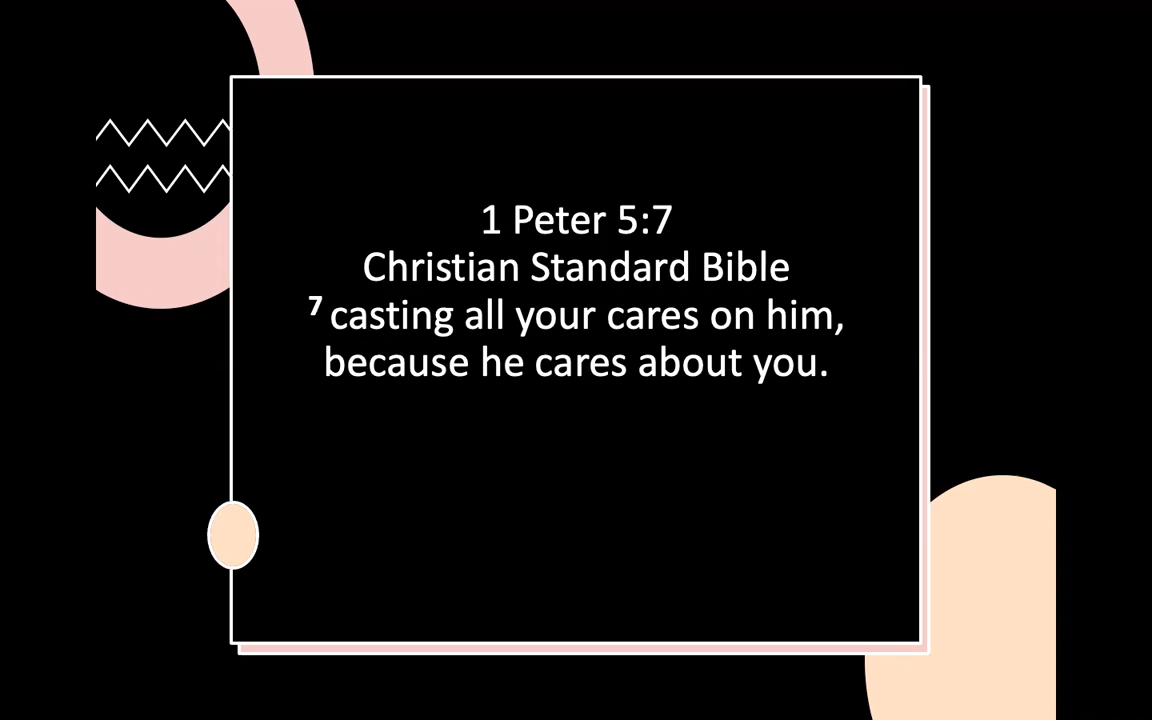 1 Peter 5:7
Christian Standard Bible
7 casting all your cares on him,
because he cares about you.